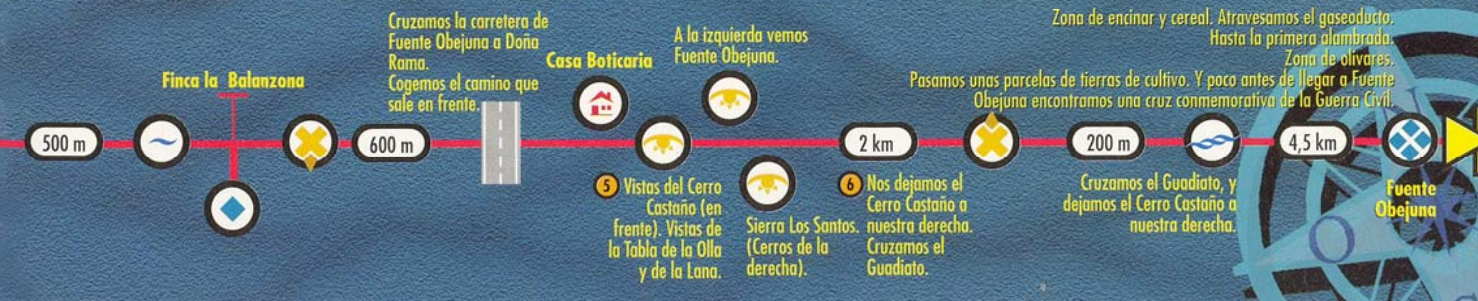 500 m
Finca la Balanzona
600 m
Cruzamos la carretera de
Fuente Obejuna a Doña
Rama.
Cogemos el camino que
sale en frente.
Casa Boticaria
A la izquierda vemos
Fuente Obejuna.
5 Vistas del Cerro
Castaño (en
frente). Vistas de
la Tabla de la Olla
y de la Lana.
Sierra Los Santos.
(Cerros de la
derecha).
2 km
6 Nos dejamos el
Cerro Castaño a
nuestra derecha.
Cruzamos el
Guadiato.
Zona de encinar y cereal. Atravesamos el gaseoducto.
Hasta la primera alambrada.
Zona de olivares.
Pasamos unas parcelas de tierras de cultivo. Y poco antes de llegar a Fuente
Obejuna encontramos una cruz conmemorativa de la Guerra Civil.
200 m
Cruzamos el Guadiato, y
dejamos el Cerro Castaño a
nuestra derecha.
4,5 km
Fuente
Obejuna
N
O